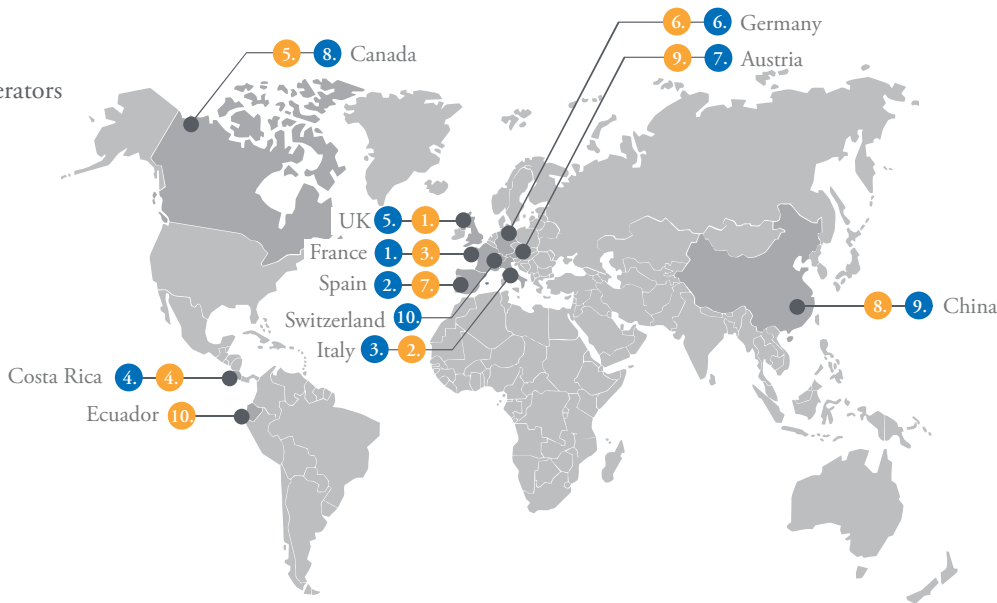 6. 6. Germany
5. 8. Canada
9. 7. Austria
UK 5. 1.
France 1. 3.
Spain 2. 7.
8. 9. China
Switzerland 10.
Italy 3. 2.
Costa Rica 4. 4.
Ecuador 10.